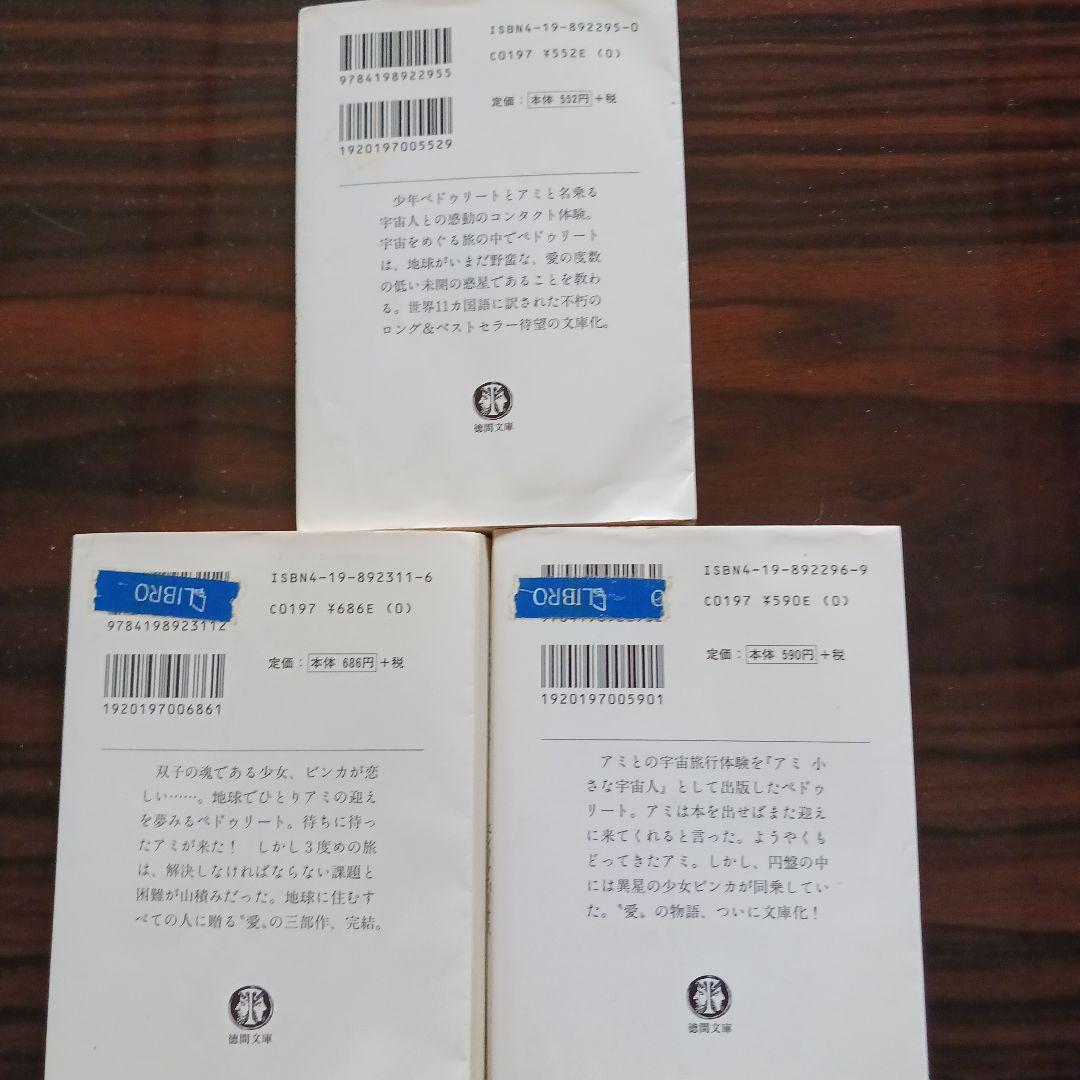 ISBN4-19-892295-0
9784198922955
C0197 ¥552E (0)
定価：本体 552円+税
1920197005529
少年ペドゥリートとアミと名乗る
宇宙人との感動のコンタクト体験。
宇宙をめぐる旅の中でペドゥリート
は、地球がいまだ野蛮な、愛の度数
の低い未開の惑星であることを教わ
る。世界11カ国語に訳された不朽の
ロング&ベストセラー待望の文庫化。
徳間文庫
LIBRO
ISBN4-19-892311-6
9784198923112
C0197 ¥686E (0)
定価：本体 686円+税
1920197006861
双子の魂である少女、ビンカが恋
しい……。地球でひとりアミの迎え
を夢みるペドゥリート。待ちに待っ
たアミが来た！ しかし3度めの旅
は、解決しなければならない課題と
困難が山積みだった。地球に住むす
べての人に贈る〝愛〟の三部作、完結。
徳間文庫
LIBRO
ISBN4-19-892296-9
C0197 ¥590E (0)
定価：本体 590円+税
1920197005901
アミとの宇宙旅行体験を『アミ 小
さな宇宙人』として出版したペドゥ
リート。アミは本を出せばまた迎え
に来てくれると言った。ようやくも
どってきたアミ。しかし、円盤の中
には異星の少女ビンカが同乗してい
た。〝愛〟の物語、ついに文庫化！
徳間文庫